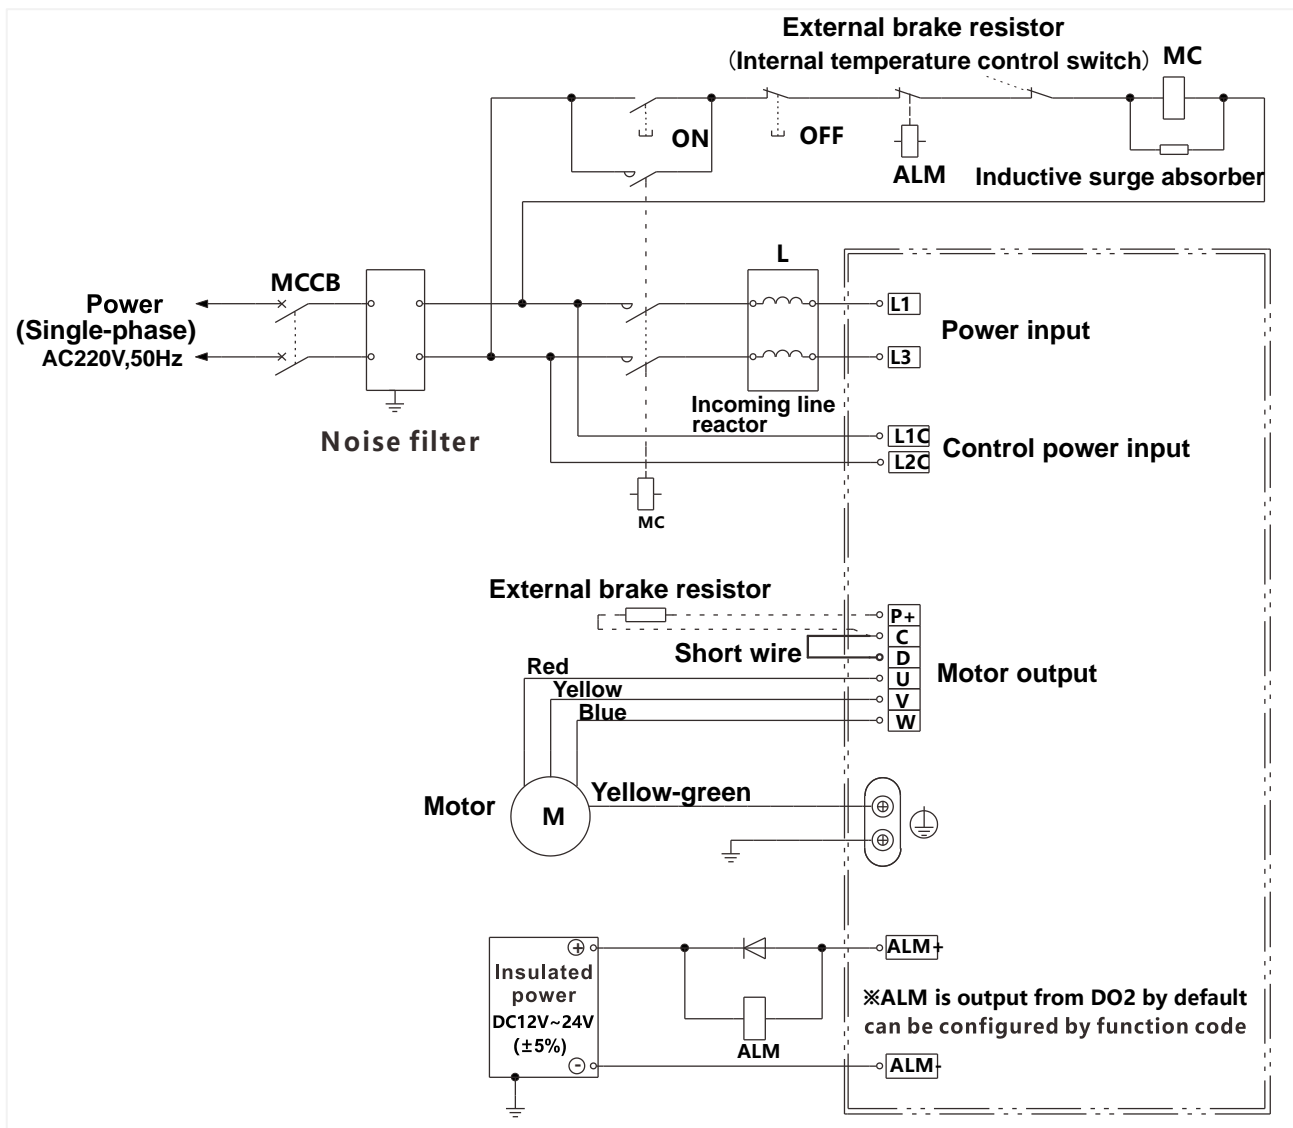 External brake resistor
（Internal temperature control switch） MC
ON
OFF
ALM
Inductive surge absorber
L
MCCB
Power
(Single-phase)
AC220V,50Hz
L1
Power input
L3
Incoming line
reactor
Noise filter
L1C
Control power input
L2C
MC
External brake resistor
P+
C
Short wire
D
Motor output
Red
U
Yellow
V
Blue
W
Motor
M
Yellow-green
+
ALM+
Insulated
power
DC12V~24V
(±5%)
-
ALM
※ALM is output from DO2 by default
can be configured by function code
ALM-